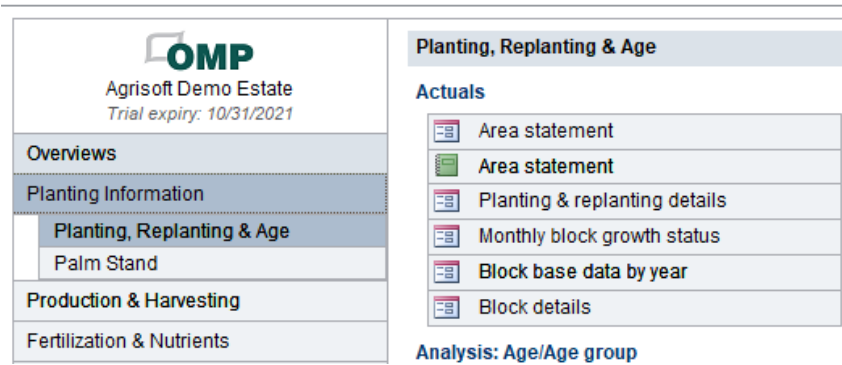 OMP
Agrisoft Demo Estate
Trial expiry: 10/31/2021
Overviews
Planting Information
Planting, Replanting & Age
Palm Stand
Production & Harvesting
Fertilization & Nutrients
Planting, Replanting & Age
Actuals
Area statement
Area statement
Planting & replanting details
Monthly block growth status
Block base data by year
Block details
Analysis: Age/Age group